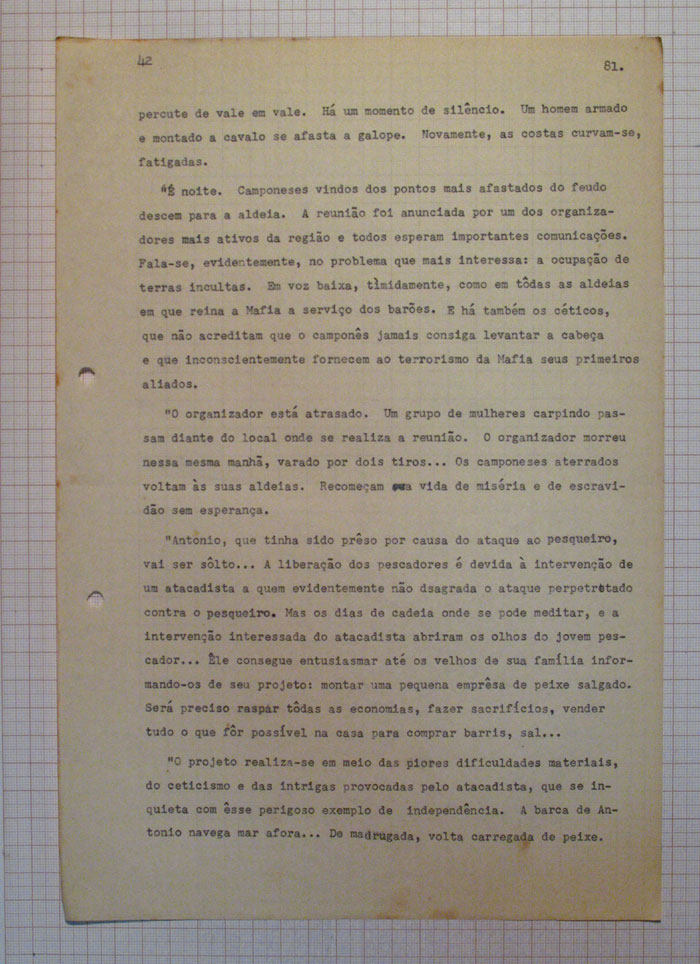 42
81.
percute de vale em vale. Há um momento de silêncio. Um homem armado
e montado a cavalo se afasta a galope. Novamente, as costas curvam-se,
fatigadas.
"É noite. Camponeses vindos dos pontos mais afastados do feudo
descem para a aldeia. A reunião foi anunciada por um dos organiza-
dores mais ativos da região e todos esperam importantes comunicações.
Fala-se, evidentemente, no problema que mais interessa: a ocupação de
terras incultas. Em voz baixa, tìmidamente, como em tôdas as aldeias
em que reina a Mafia a serviço dos barões. E há também os céticos,
que não acreditam que o camponês jamais consiga levantar a cabeça
e que inconscientemente fornecem ao terrorismo da Mafia seus primeiros
aliados.
"O organizador está atrasado. Um grupo de mulheres carpindo pas-
sam diante do local onde se realiza a reunião. O organizador morreu
nessa mesma manhã, varado por dois tiros... Os camponeses aterrados
voltam às suas aldeias. Recomeçam sua vida de miséria e de escravi-
dão sem esperança.
"Antonio, que tinha sido prêso por causa do ataque ao pesqueiro,
vai ser sôlto... A liberação dos pescadores é devida à intervenção de
um atacadista a quem evidentemente não dsagrada o ataque perpetretado
contra o pesqueiro. Mas os dias de cadeia onde se pode meditar, e a
intervenção interessada do atacadista abriram os olhos do jovem pes-
cador... Êle consegue entusiasmar até os velhos de sua família infor-
mando-os de seu projeto: montar uma pequena emprêsa de peixe salgado.
Será preciso raspar tôdas as economias, fazer sacrifícios, vender
tudo o que fôr possível na casa para comprar barris, sal...
"O projeto realiza-se em meio das piores dificuldades materiais,
do ceticismo e das intrigas provocadas pelo atacadista, que se in-
quieta com êsse perigoso exemplo de independência. A barca de An-
tonio navega mar afora... De madrugada, volta carregada de peixe.